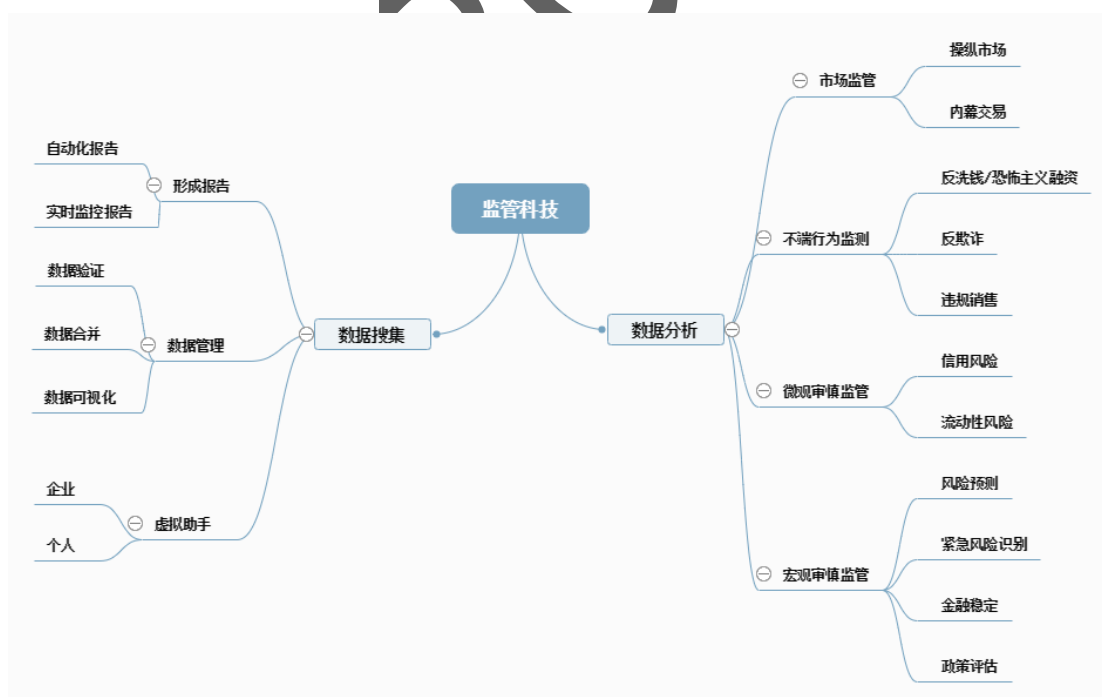 监管科技
数据搜集
形成报告
自动化报告
实时监控报告
数据管理
数据验证
数据合并
数据可视化
虚拟助手
企业
个人
数据分析
市场监管
操纵市场
内幕交易
不端行为监测
反洗钱/恐怖主义融资
反欺诈
违规销售
微观审慎监管
信用风险
流动性风险
宏观审慎监管
风险预测
紧急风险识别
金融稳定
政策评估